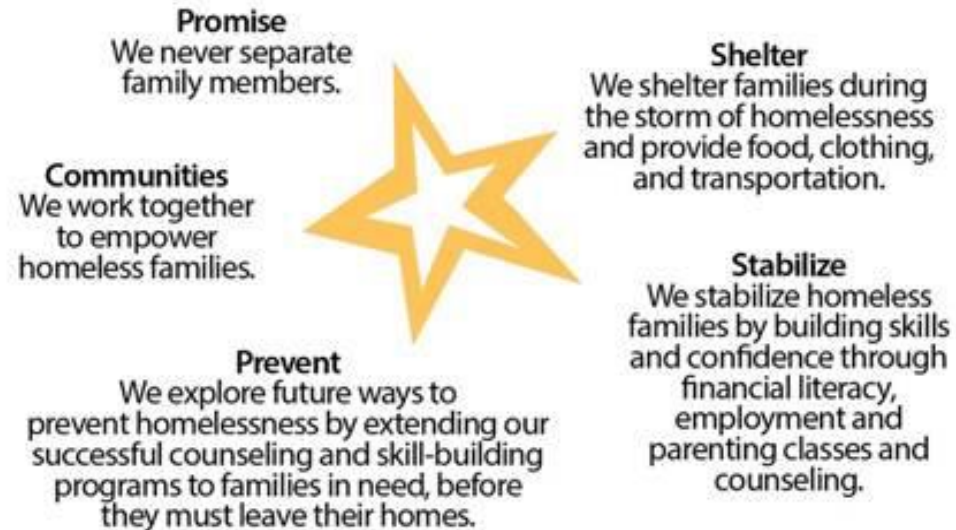 Promise
We never separate
family members.
Shelter
We shelter families during
the storm of homelessness
and provide food, clothing,
and transportation.
Communities
We work together
to empower
homeless families.
Stabilize
We stabilize homeless
families by building skills
and confidence through
financial literacy,
employment and
parenting classes and
counseling.
Prevent
We explore future ways to
prevent homelessness by extending our
successful counseling and skill-building
programs to families in need, before
they must leave their homes.